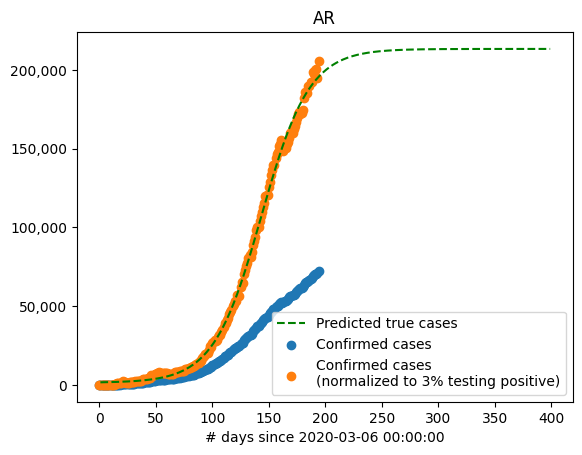 AR
200,000
150,000
100,000
50,000
0
Predicted true cases
Confirmed cases
Confirmed cases
(normalized to 3% testing positive)
0 50 100 150 200 250 300 350 400
# days since 2020-03-06 00:00:00